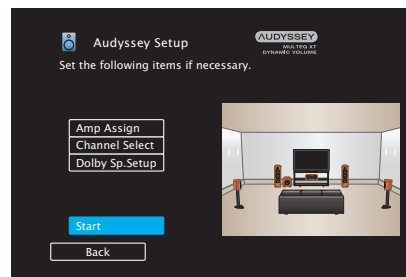 Audyssey Setup
AUDYSSEY
MULTEQ XT
DYNAMIC VOLUME
Set the following items if necessary.
Amp Assign
Channel Select
Dolby Sp.Setup
Start
Back